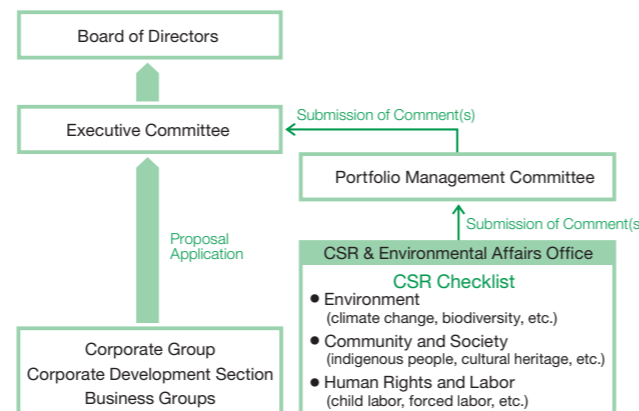 Board of Directors
Executive Committee
Submission of Comment(s)
Portfolio Management Committee
Submission of Comment(s
Proposal
Application
CSR & Environmental Affairs Office
CSR Checklist
● Environment
(climate change, biodiversity, etc.)
● Community and Society
(indigenous people, cultural heritage, etc.)
● Human Rights and Labor
(child labor, forced labor, etc.)
Corporate Group
Corporate Development Section
Business Groups